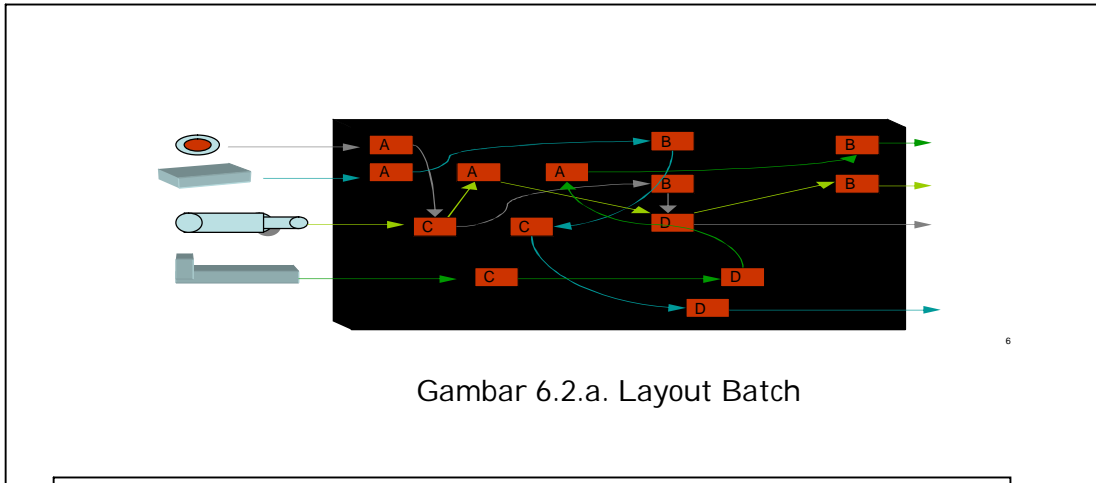 A B B
A A A B B
C C D
C D
D
6
Gambar 6.2.a. Layout Batch